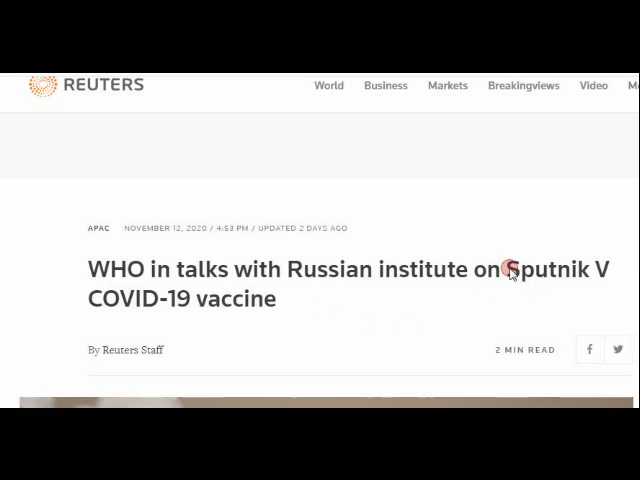 REUTERS World Business Markets Breakingviews Video
APAC NOVEMBER 12, 2020 / 4:53 PM / UPDATED 2 DAYS AGO
WHO in talks with Russian institute on Sputnik V
COVID-19 vaccine
By Reuters Staff 2 MIN READ